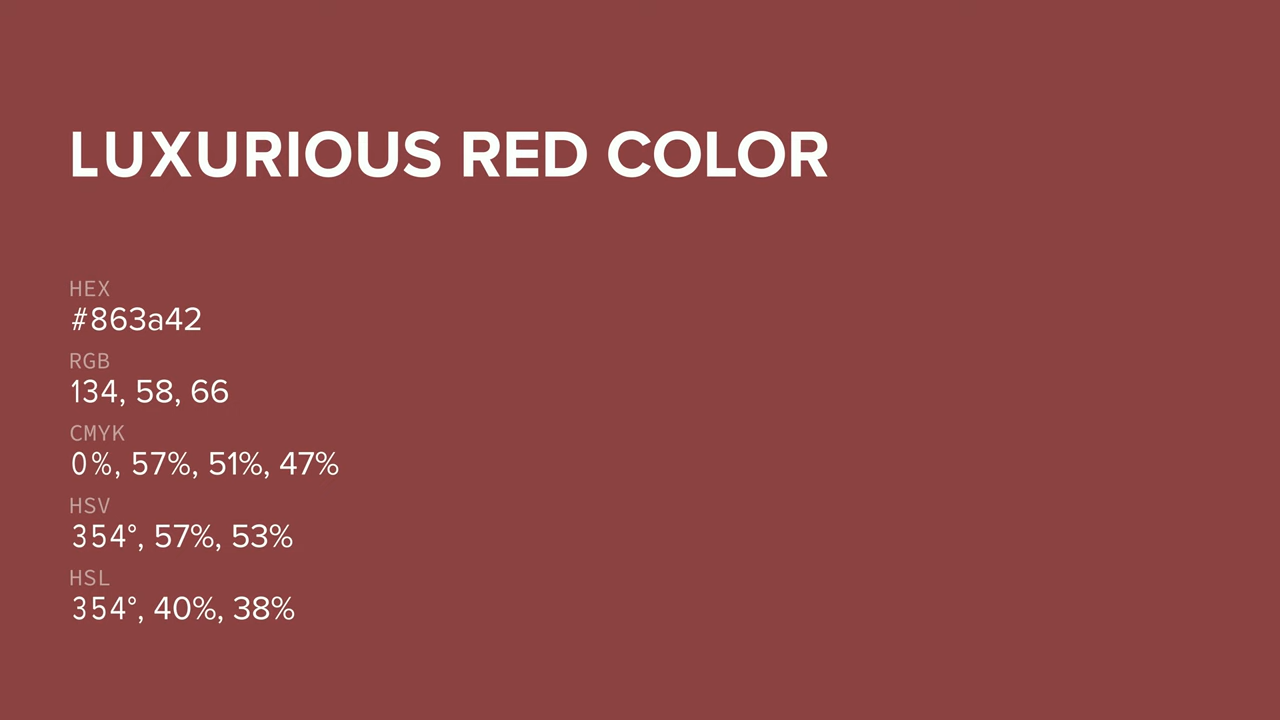 LUXURIOUS RED COLOR
HEX
#863a42
RGB
134, 58, 66
CMYK
0%, 57%, 51%, 47%
HSV
354°, 57%, 53%
HSL
354°, 40%, 38%